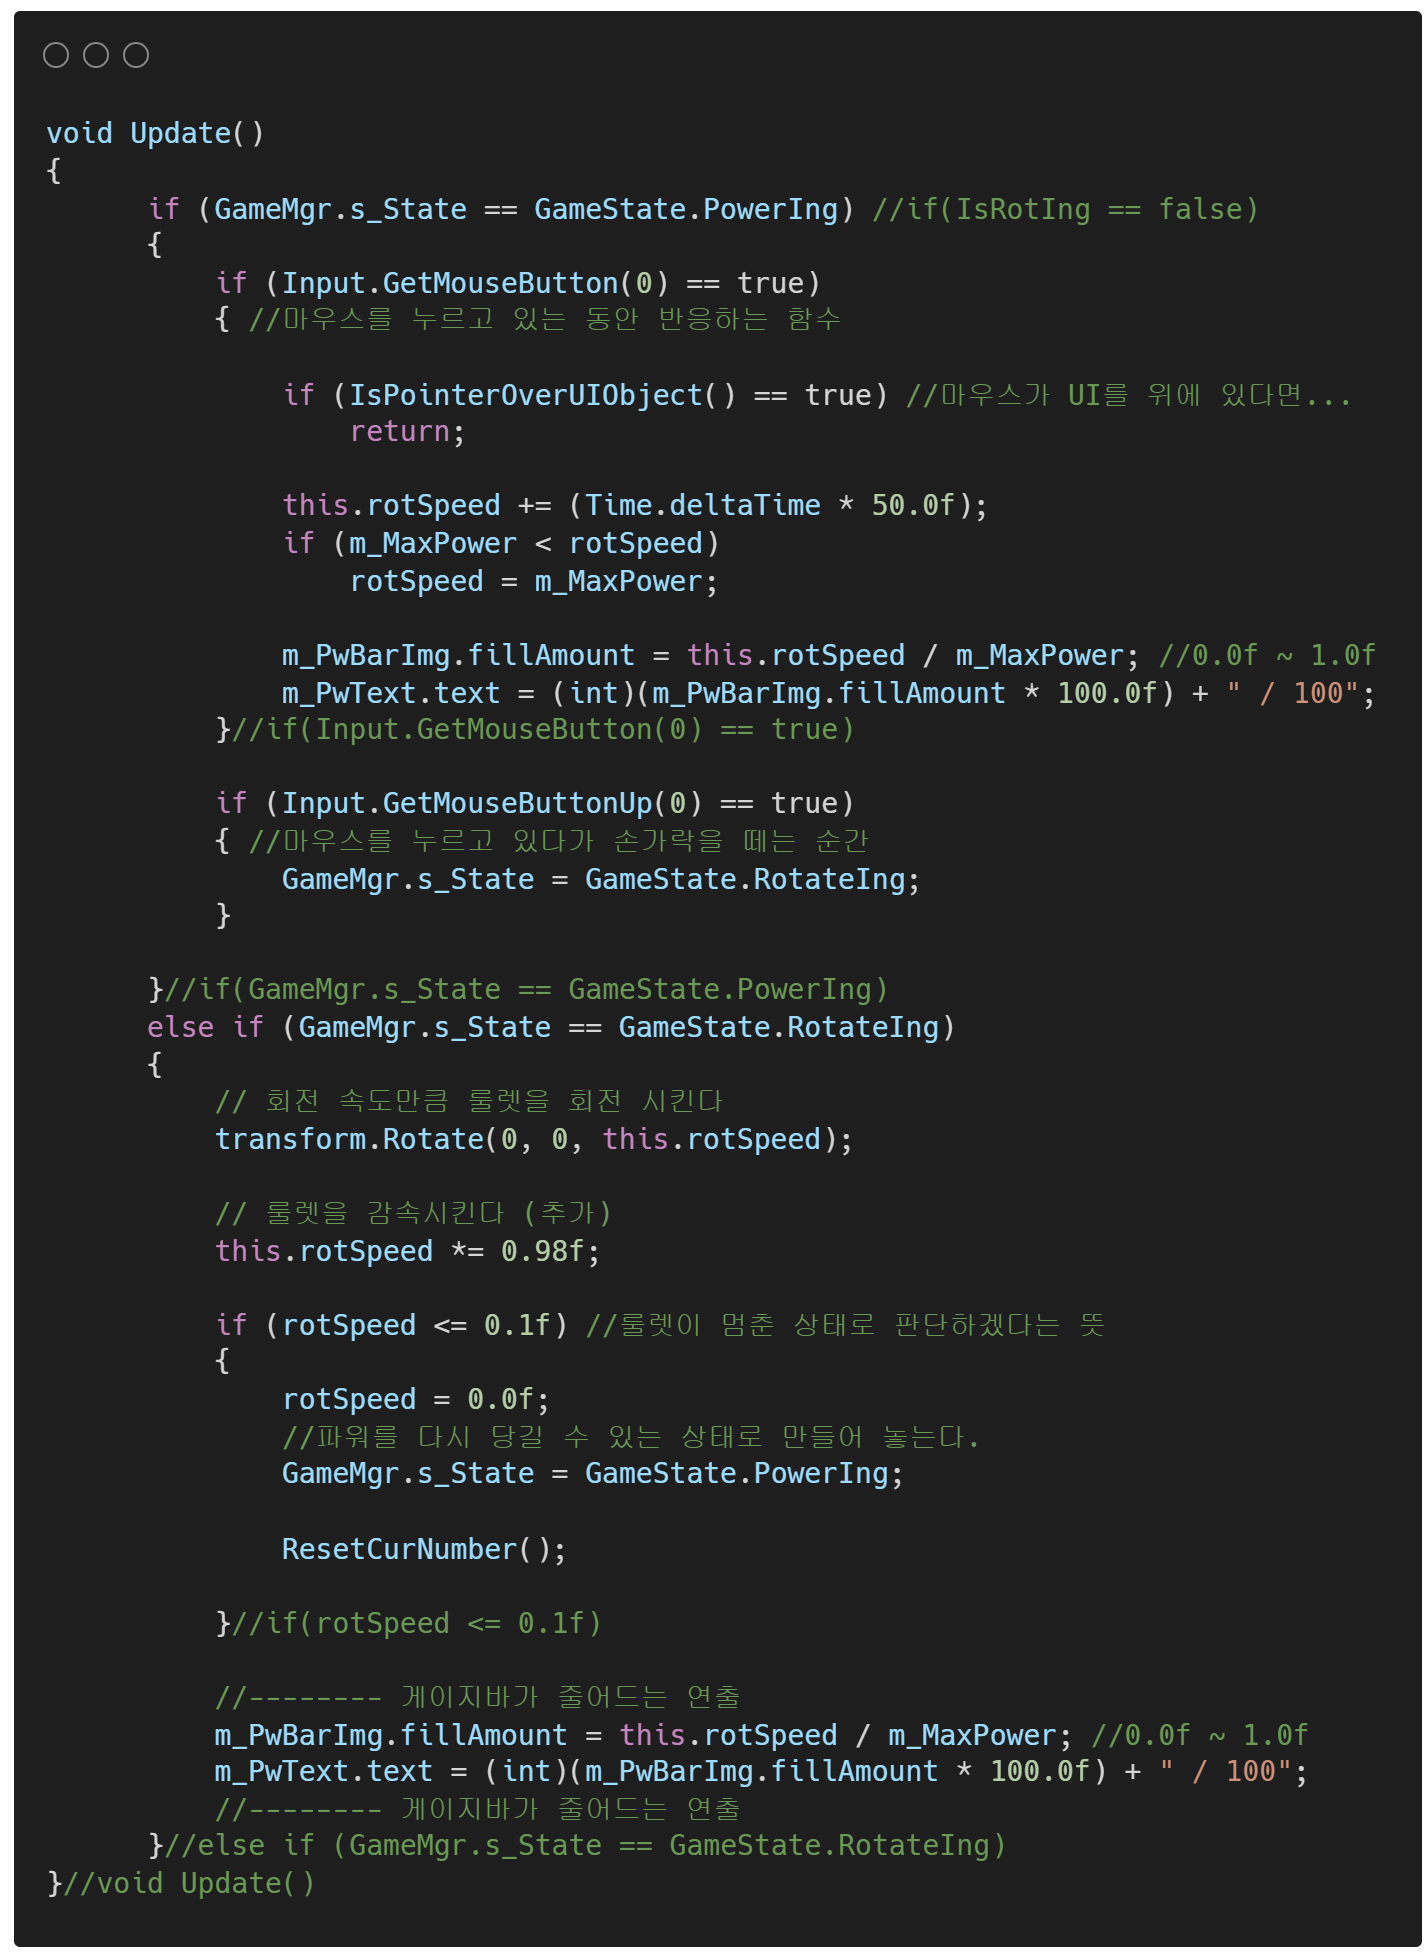 void Update()
{
if (GameMgr.s_State == GameState.PowerIng) //if(IsRotIng == false)
{
if (Input.GetMouseButton(0) == true)
{ //마우스를 누르고 있는 동안 반응하는 함수
if (IsPointerOverUIObject() == true) //마우스가 UI를 위에 있다면...
return;
this.rotSpeed += (Time.deltaTime * 50.0f);
if (m_MaxPower < rotSpeed)
rotSpeed = m_MaxPower;
m_PwBarImg.fillAmount = this.rotSpeed / m_MaxPower; //0.0f ~ 1.0f
m_PwText.text = (int)(m_PwBarImg.fillAmount * 100.0f) + " / 100";
}//if(Input.GetMouseButton(0) == true)
if (Input.GetMouseButtonUp(0) == true)
{ //마우스를 누르고 있다가 손가락을 떼는 순간
GameMgr.s_State = GameState.RotateIng;
}
}//if(GameMgr.s_State == GameState.PowerIng)
else if (GameMgr.s_State == GameState.RotateIng)
{
// 회전 속도만큼 룰렛을 회전 시킨다
transform.Rotate(0, 0, this.rotSpeed);
// 룰렛을 감속시킨다 (추가)
this.rotSpeed *= 0.98f;
if (rotSpeed <= 0.1f) //룰렛이 멈춘 상태로 판단하겠다는 뜻
{
rotSpeed = 0.0f;
//파워를 다시 당길 수 있는 상태로 만들어 놓는다.
GameMgr.s_State = GameState.PowerIng;
ResetCurNumber();
}//if(rotSpeed <= 0.1f)
//-------- 게이지바가 줄어드는 연출
m_PwBarImg.fillAmount = this.rotSpeed / m_MaxPower; //0.0f ~ 1.0f
m_PwText.text = (int)(m_PwBarImg.fillAmount * 100.0f) + " / 100";
//-------- 게이지바가 줄어드는 연출
}//else if (GameMgr.s_State == GameState.RotateIng)
}//void Update()